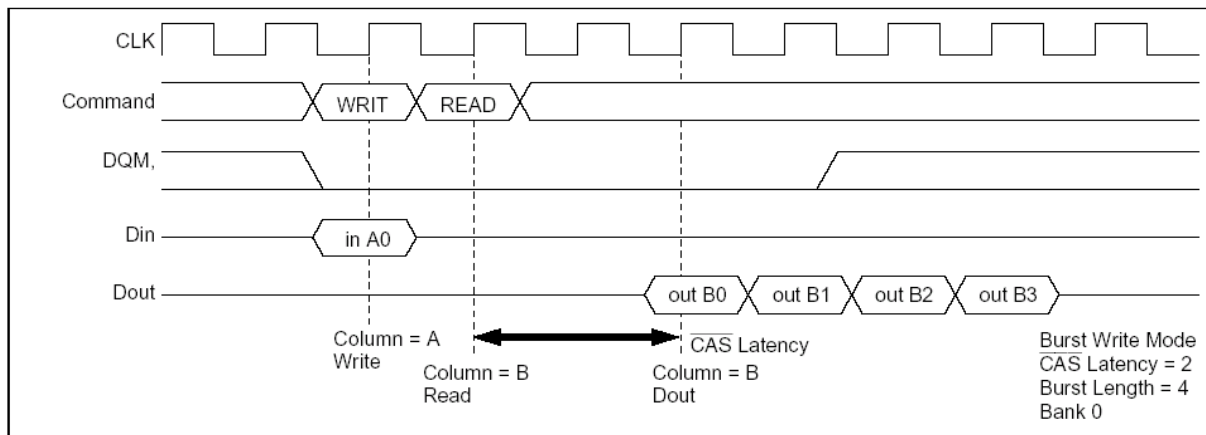 CLK
Command
WRIT
READ
DQM,
Din
in A0
Dout
out B0
out B1
out B2
out B3
Column = A
Write
Column = B
Read
CAS Latency
Column = B
Dout
Burst Write Mode
CAS Latency = 2
Burst Length = 4
Bank 0